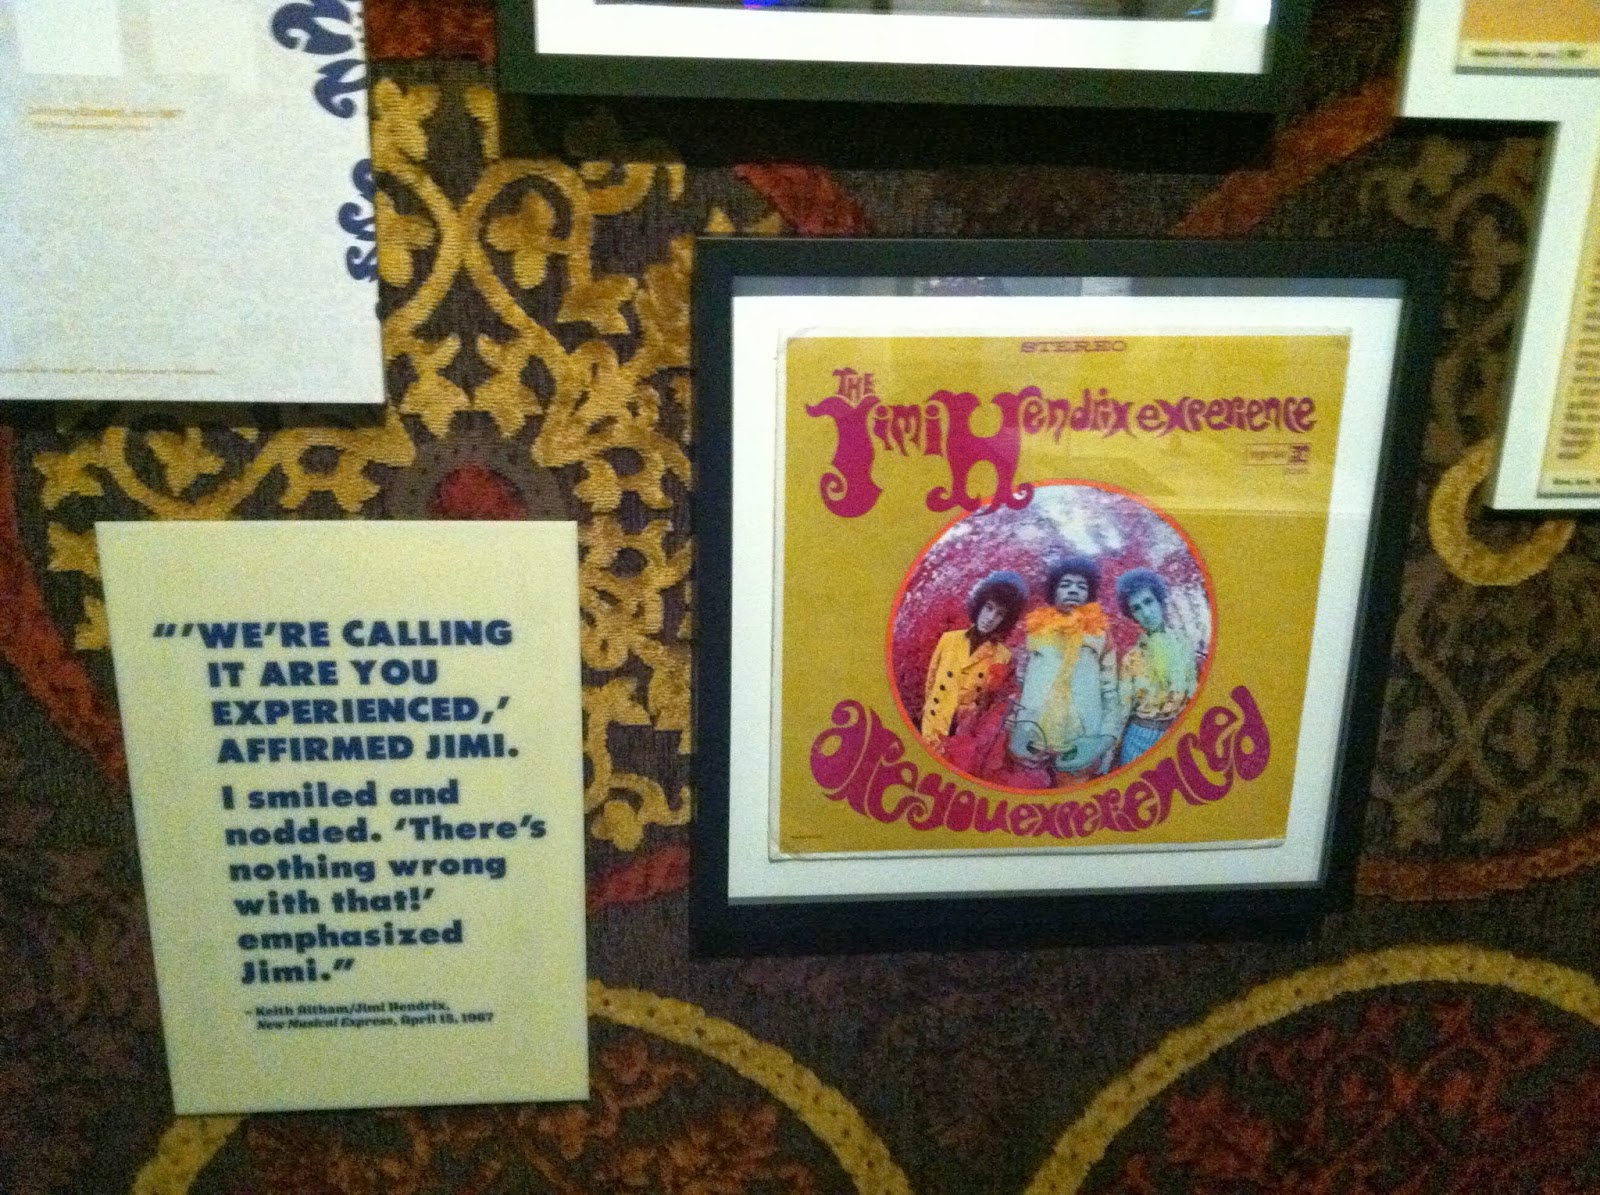 "'WE'RE CALLING
IT ARE YOU
EXPERIENCED,'
AFFIRMED JIMI.
I smiled and
nodded. 'There's
nothing wrong
with that!'
emphasized
Jimi."
- Keith Altham/Jimi Hendrix,
New Musical Express, April 15, 1967
STEREO
THE
Jimi Hendrix experience
reprise
are you experienced